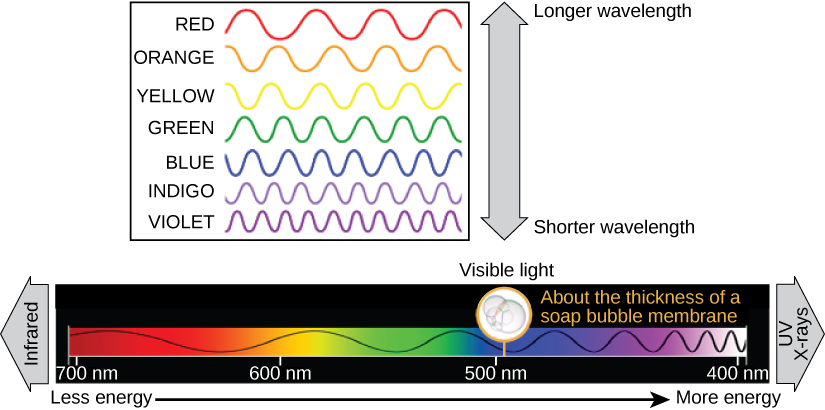 RED
Longer wavelength
ORANGE
YELLOW
GREEN
BLUE
INDIGO
VIOLET
Shorter wavelength
Visible light
About the thickness of a
soap bubble membrane
Infrared
UV
X-rays
700 nm
600 nm
500 nm
400 nm
Less energy
More energy